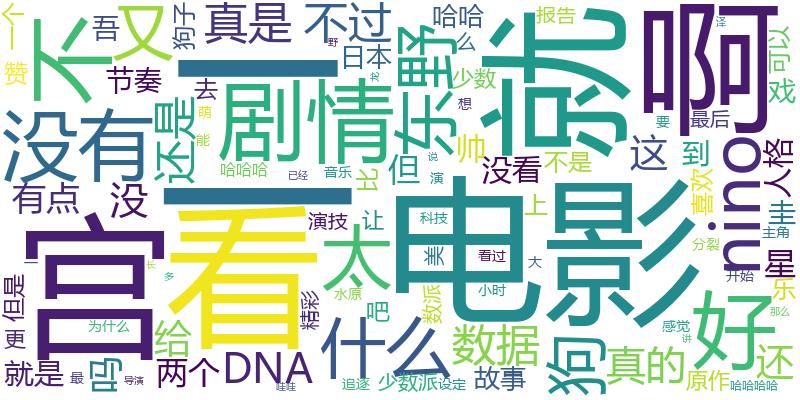 一个
赞
不
又
吾
狗子
真是
不过
哈哈
么
报告
野
泽
可以
戏
节奏
一
去
日本
龙
东野
少数
想
就
啊
没有
还是
萌
能
剧情
帅
要
最后
哈哈哈
已经
音乐
比
但
说
演
没看
不是
这
到
nino
人格
有点
没
一
宫
看
演技
让
太
电影
科技
美
看过
上
大
喜欢
分裂
圭
主角
星
开始
乐
那么
但是
更
为什么
多
水原
精彩
吧
数派
小时
感觉
讲
好
还
给
什么
数据
狗
真的
原作
哈哈哈哈
就是
最
吗
导演
两个
DNA
哇哇
追逐
少数派
设定
故事